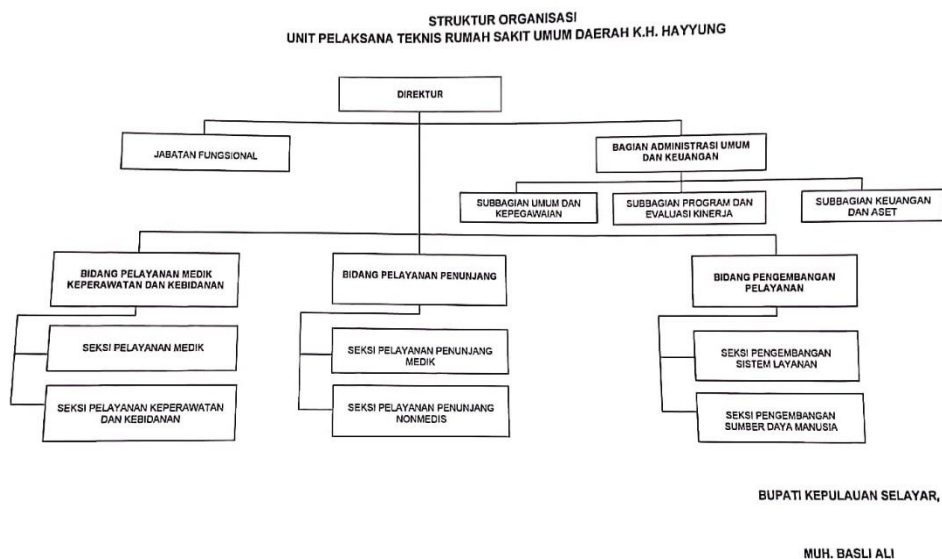 STRUKTUR ORGANISASI
UNIT PELAKSANA TEKNIS RUMAH SAKIT UMUM DAERAH K.H. HAYYUNG
DIREKTUR
JABATAN FUNGSIONAL
BAGIAN ADMINISTRASI UMUM
DAN KEUANGAN
SUBBAGIAN UMUM DAN
KEPEGAWAIAN
SUBBAGIAN PROGRAM DAN
EVALUASI KINERJA
SUBBAGIAN KEUANGAN
DAN ASET
BIDANG PELAYANAN MEDIK
KEPERAWATAN DAN KEBIDANAN
SEKSI PELAYANAN MEDIK
SEKSI PELAYANAN KEPERAWATAN
DAN KEBIDANAN
BIDANG PELAYANAN PENUNJANG
SEKSI PELAYANAN PENUNJANG
MEDIK
SEKSI PELAYANAN PENUNJANG
NONMEDIS
BIDANG PENGEMBANGAN
PELAYANAN
SEKSI PENGEMBANGAN
SISTEM LAYANAN
SEKSI PENGEMBANGAN
SUMBER DAYA MANUSIA
BUPATI KEPULAUAN SELAYAR,
MUH. BASLI ALI